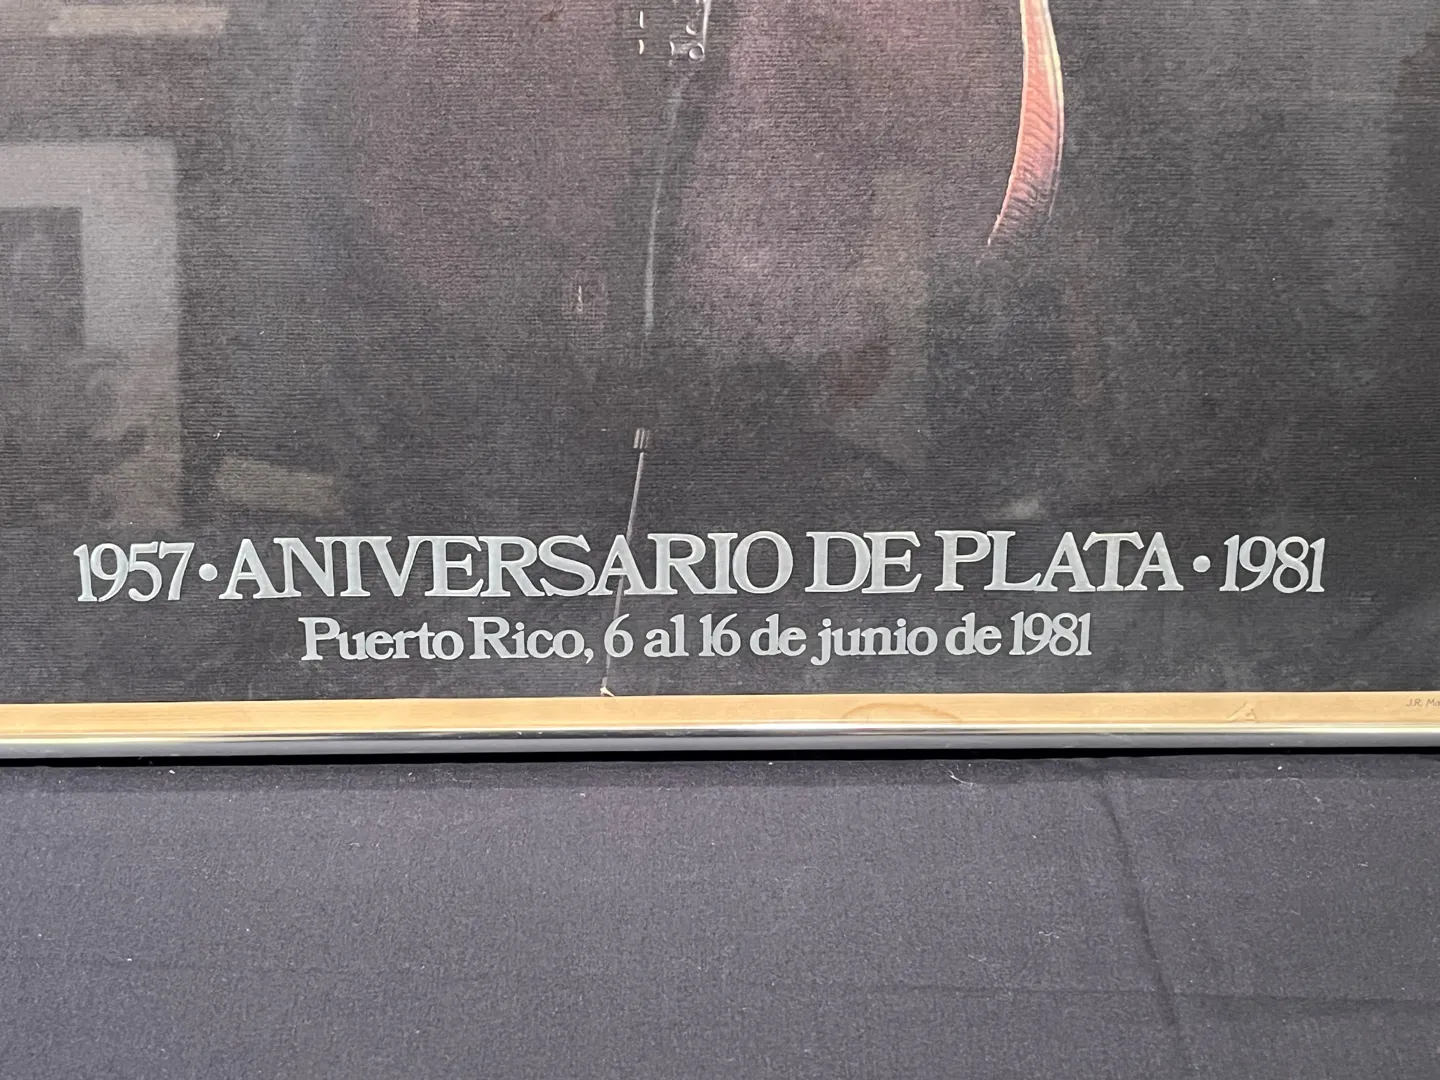 1957·ANIVERSARIO DE PLATA·1981
Puerto Rico, 6 al 16 de junio de 1981
J.R.